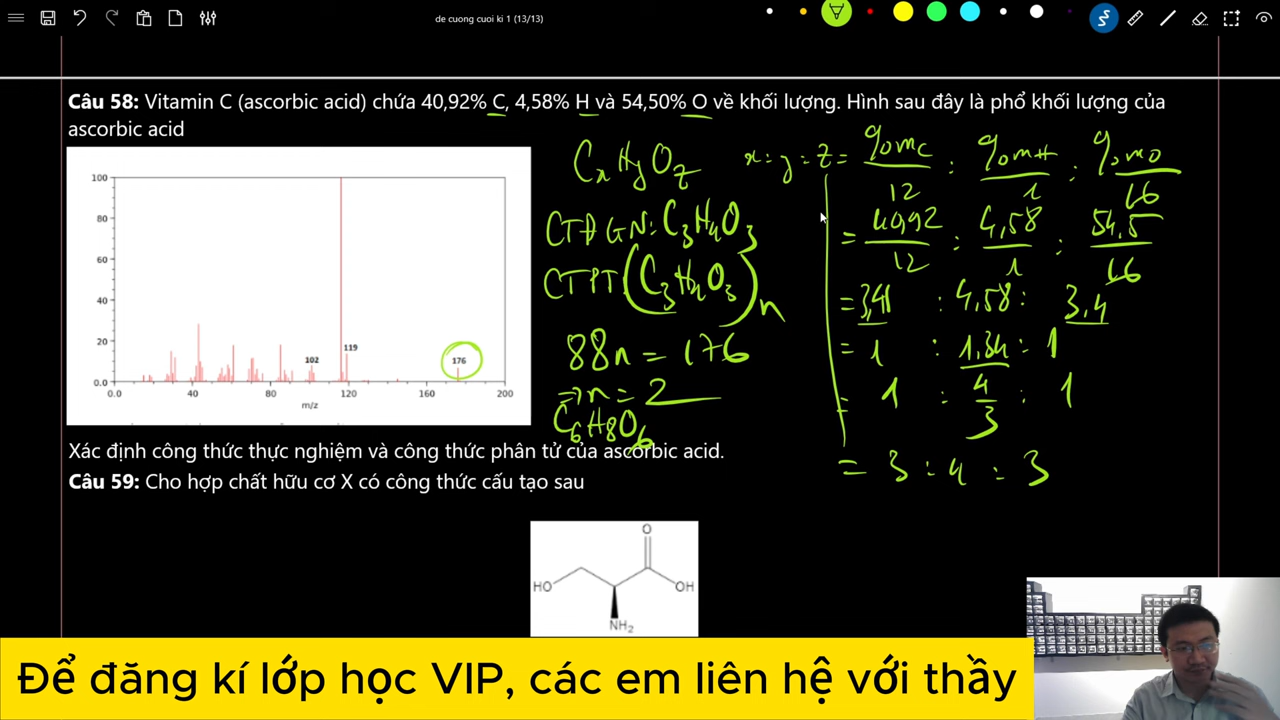 de cuong cuoi ki 1 (13/13)
Câu 58: Vitamin C (ascorbic acid) chứa 40,92% C, 4,58% H và 54,50% O về khối lượng. Hình sau đây là phổ khối lượng của
ascorbic acid
100
80
60
40
20
0.0
0.0 40 80 120 160 200
m/z
102
119
176
CxHyOz
CTĐGN: C3H4O3
CTPT: (C3H4O3)n
88n = 176
=> n = 2
C6H8O6
x : y : z = %mC/12 : %mH/1 : %mO/16
= 40,92/12 : 4,58/1 : 54,5/16
= 3,41 : 4,58 : 3,4
= 1 : 1,34 : 1
= 1 : 4/3 : 1
= 3 : 4 : 3
Xác định công thức thực nghiệm và công thức phân tử của ascorbic acid.
Câu 59: Cho hợp chất hữu cơ X có công thức cấu tạo sau
O
HO
OH
NH2
Để đăng kí lớp học VIP, các em liên hệ với thầy